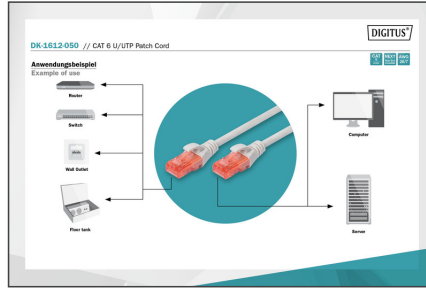 DIGITUS®
DK-1612-050 // CAT 6 U/UTP Patch Cord
Anwendungsbeispiel
Example of use
Router
Switch
Wall Outlet
Floor tank
Computer
Server